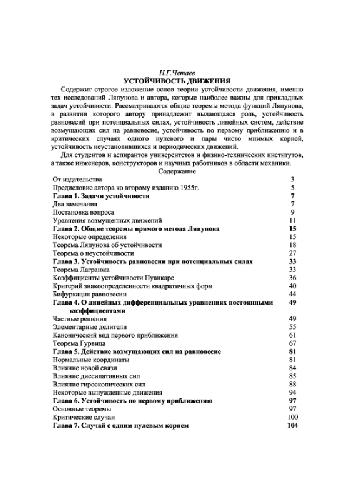 Н.Г.Четаев
УСТОЙЧИВОСТЬ ДВИЖЕНИЯ
Содержит строгое изложение основ теории устойчивости движения, именно
тех исследований Ляпунова и автора, которые наиболее важны для прикладных
задач устойчивости. Рассматриваются общие теоремы метода функций Ляпунова,
в развитии которого автору принадлежит выдающаяся роль, устойчивость
равновесий при потенциальных силах, устойчивость линейных систем, действие
возмущающих сил на равновесие, устойчивость по первому приближению и в
критических случаях одного нулевого и пары чисто мнимых корней,
устойчивость неустановившихся и периодических движений.
Для студентов и аспирантов университетов и физико-технических институтов,
а также инженеров, конструкторов и научных работников в области механики.
Содержание
От издательства 3
Предисловие автора ко второму изданию 1955г. 5
Глава 1. Задачи устойчивости 7
Два замечания 7
Постановка вопроса 9
Уравнения возмущенных движений 11
Глава 2. Общие теоремы прямого метода Ляпунова 15
Некоторые определения 15
Теорема Ляпунова об устойчивости 18
Теорема о неустойчивости 27
Глава 3. Устойчивость равновесия при потенциальных силах 33
Теорема Лагранжа 33
Коэффициенты устойчивости Пуанкаре 36
Критерий знакоопределенности квадратичных форм 40
Бифуркации равновесия 44
Глава 4. О линейных дифференциальных уравнениях постоянными 49
коэффициентами
Частные решения 49
Элементарные делители 55
Канонический вид первого приближения 61
Теорема Гурвица 67
Глава 5. Действие возмущающих сил на равновесие 81
Нормальные координаты 81
Влияние новой связи 84
Влияние диссипативных сил 85
Влияние гироскопических сил 88
Некоторые вынужденные движения 94
Глава 6. Устойчивость по первому приближению 97
Основные теоремы 97
Критические случаи 100
Глава 7. Случай с одним нулевым корнем 104